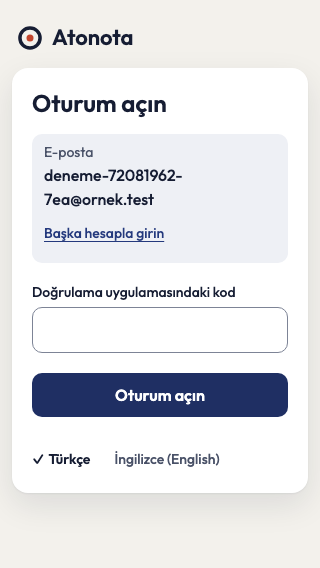 Atonota
Oturum açın
E-posta
deneme-72081962-
7ea@ornek.test
Başka hesapla girin
Doğrulama uygulamasındaki kod
Oturum açın
Türkçe
İngilizce (English)